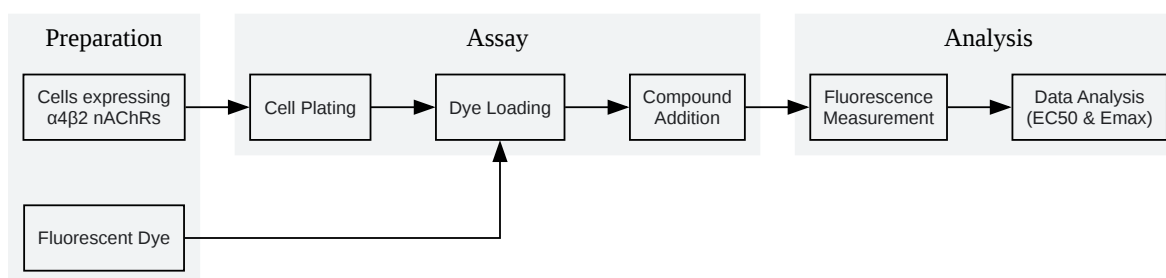 Preparation
Assay
Analysis
Cells expressing
α4β2 nAChRs
Cell Plating
Dye Loading
Compound
Addition
Fluorescence
Measurement
Data Analysis
(EC50 & Emax)
Fluorescent Dye